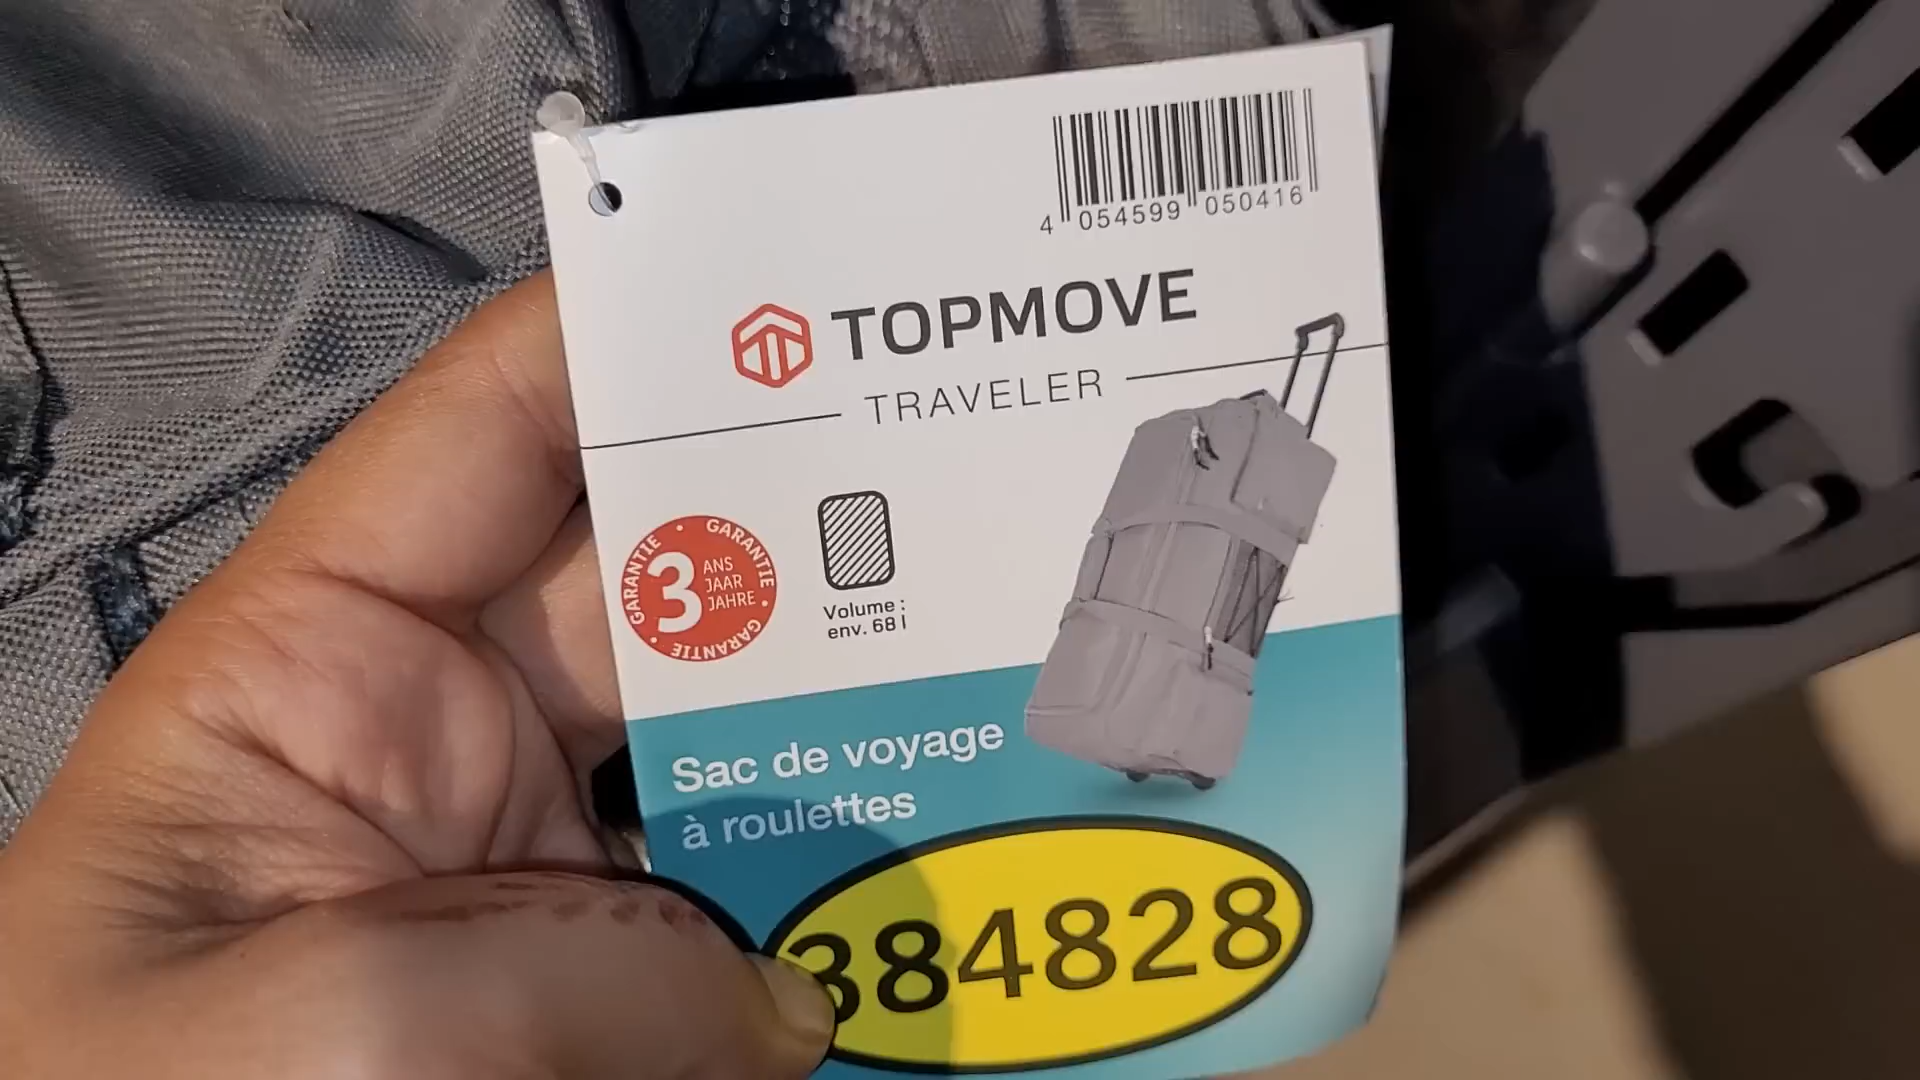 4 054599 050416
TOPMOVE
TRAVELER
GARANTIE · GARANTIE · GARANTIE ·
3 ANS
JAAR
JAHRE
Volume :
env. 68 l
Sac de voyage
à roulettes
384828